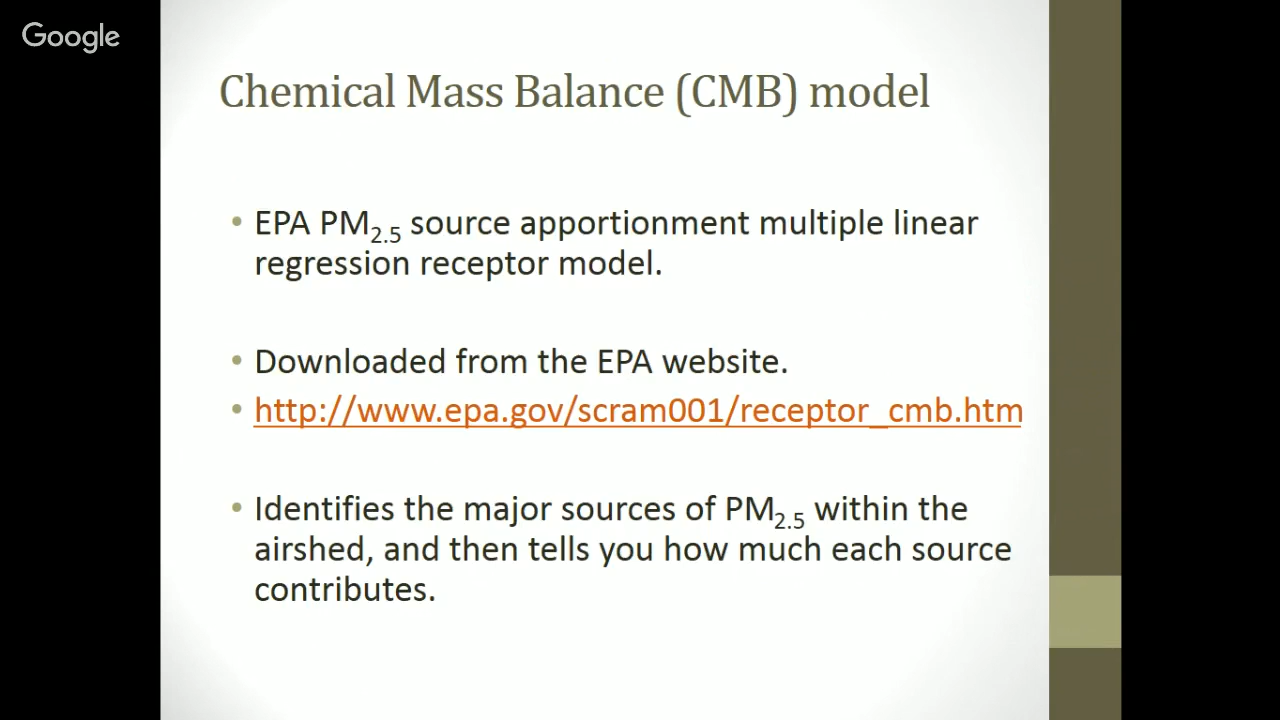 Google
Chemical Mass Balance (CMB) model
• EPA PM2.5 source apportionment multiple linear
regression receptor model.
• Downloaded from the EPA website.
• http://www.epa.gov/scram001/receptor_cmb.htm
• Identifies the major sources of PM2.5 within the
airshed, and then tells you how much each source
contributes.